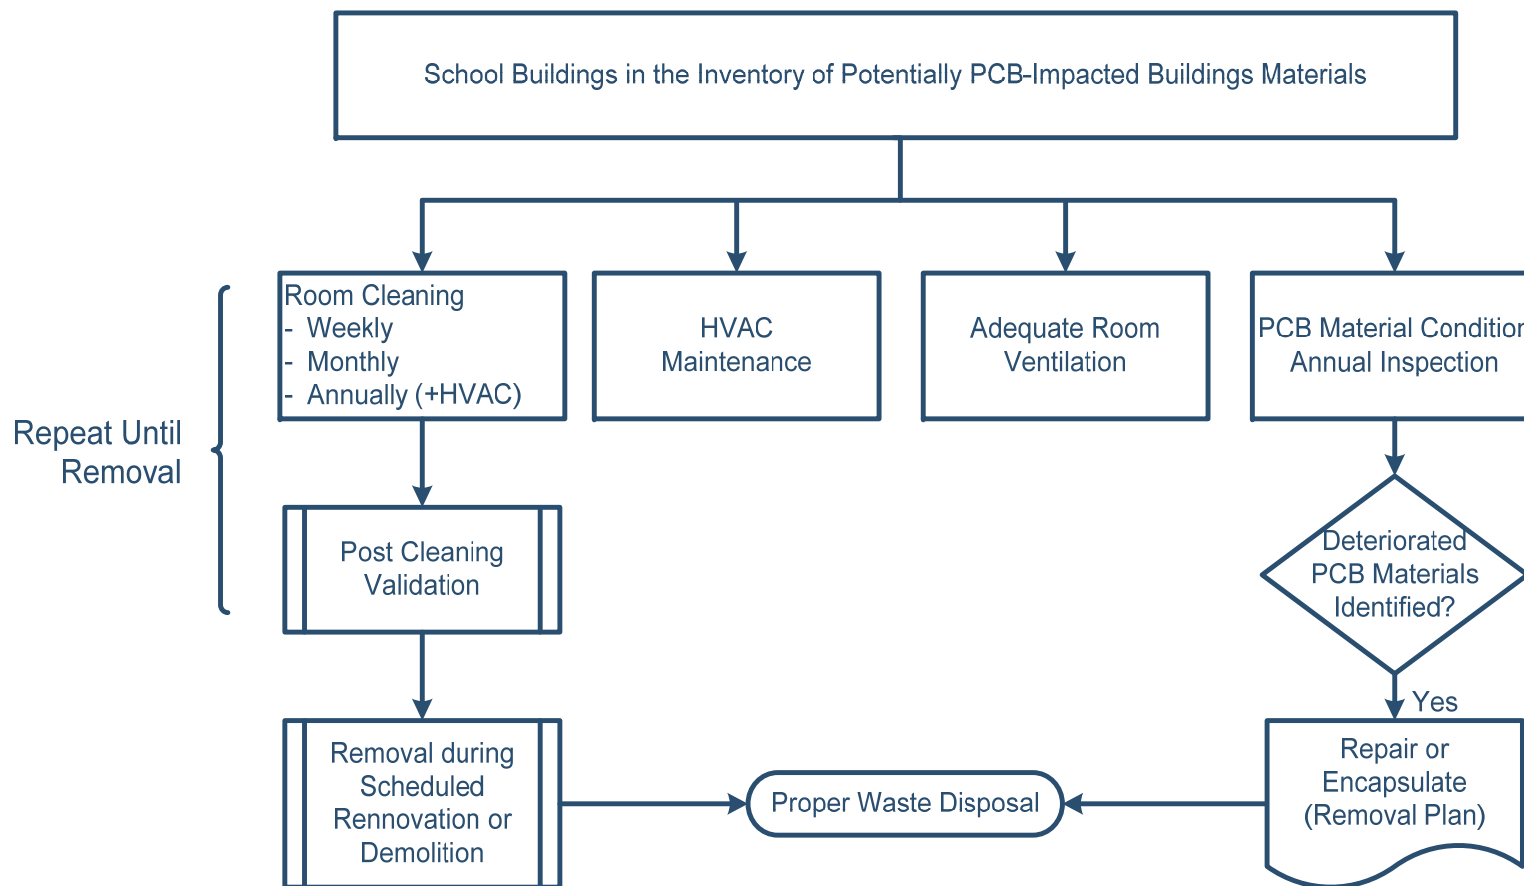 School Buildings in the Inventory of Potentially PCB-Impacted Buildings Materials
Room Cleaning
- Weekly
- Monthly
- Annually (+HVAC)
HVAC
Maintenance
Adequate Room
Ventilation
PCB Material Condition
Annual Inspection
Repeat Until
Removal
Post Cleaning
Validation
Deteriorated
PCB Materials
Identified?
Yes
Removal during
Scheduled
Rennovation or
Demolition
Proper Waste Disposal
Repair or
Encapsulate
(Removal Plan)